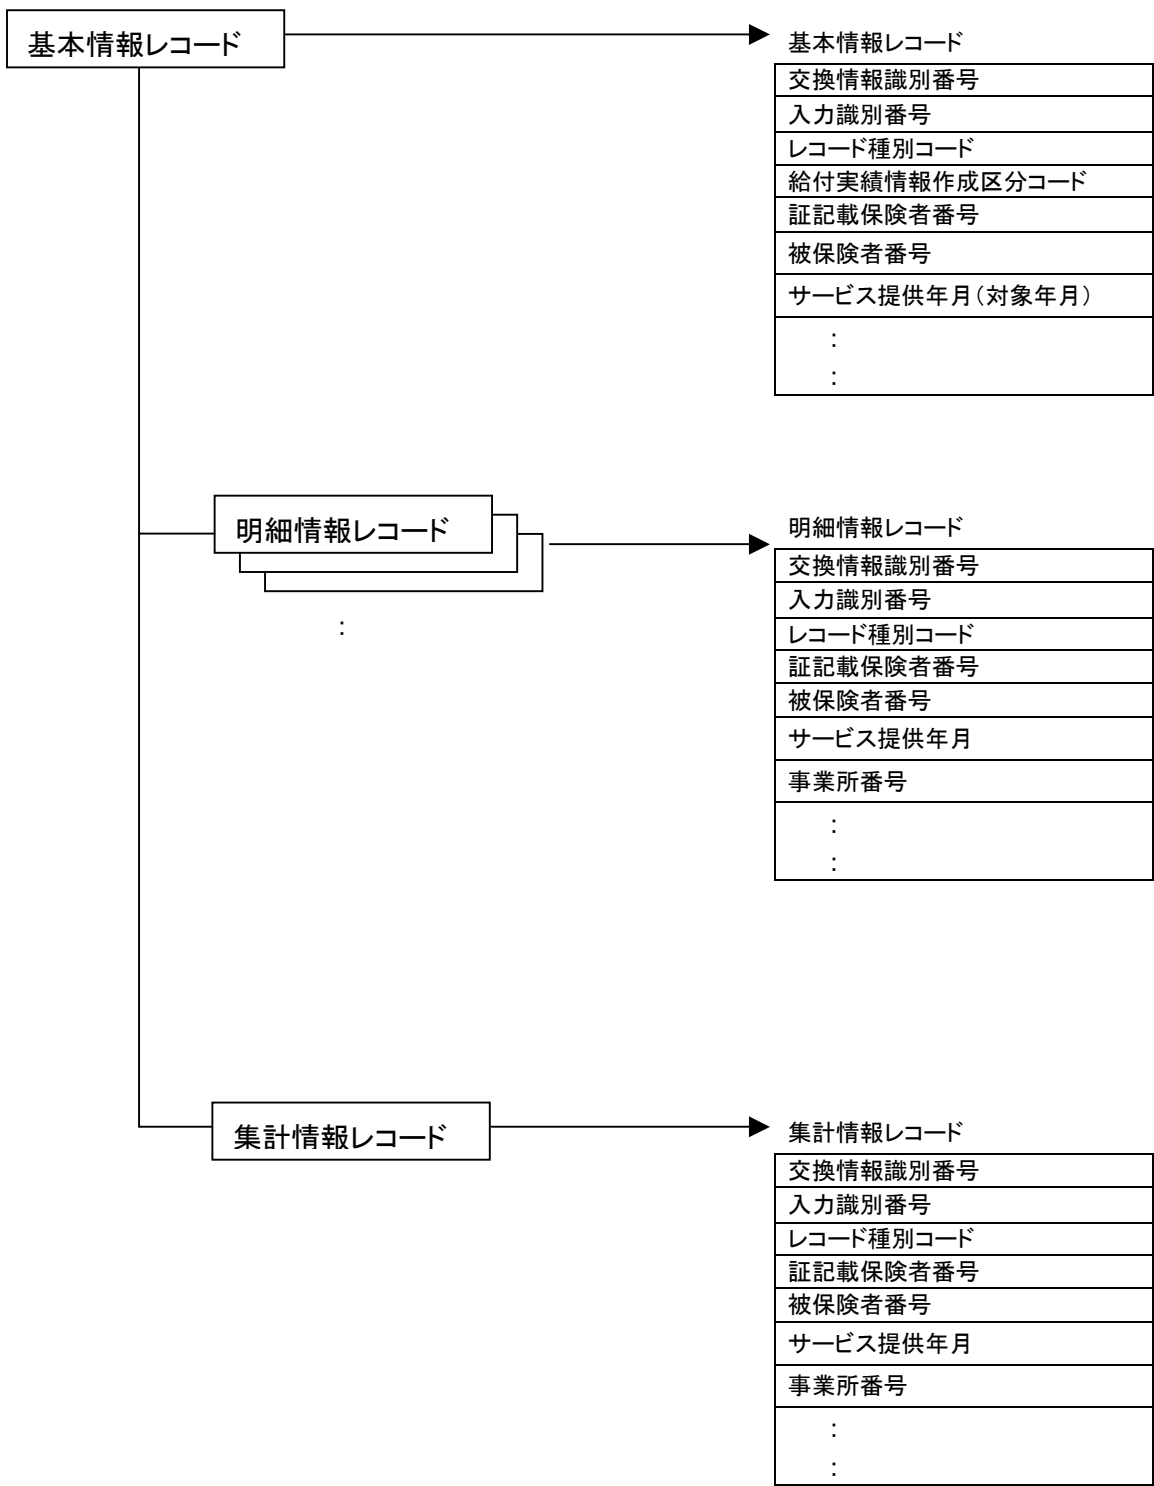 基本情報レコード
基本情報レコード
交換情報識別番号
入力識別番号
レコード種別コード
給付実績情報作成区分コード
証記載保険者番号
被保険者番号
サービス提供年月（対象年月）
：
：
明細情報レコード
：
明細情報レコード
交換情報識別番号
入力識別番号
レコード種別コード
証記載保険者番号
被保険者番号
サービス提供年月
事業所番号
：
：
集計情報レコード
集計情報レコード
交換情報識別番号
入力識別番号
レコード種別コード
証記載保険者番号
被保険者番号
サービス提供年月
事業所番号
：
：